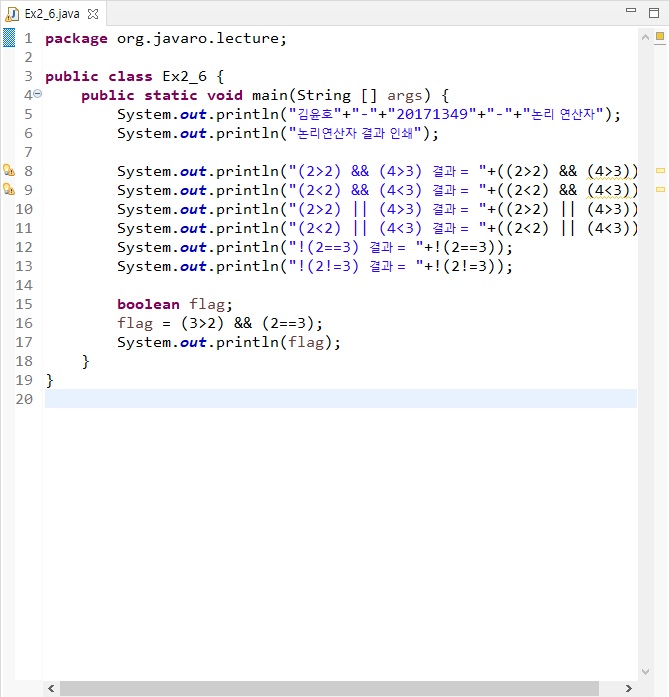 Ex2_6.java
1 package org.javaro.lecture;
2
3 public class Ex2_6 {
4 public static void main(String [] args) {
5 System.out.println("김윤호"+"-"+"20171349"+"-"+"논리 연산자");
6 System.out.println("논리연산자 결과 인쇄");
7
8 System.out.println("(2>2) && (4>3) 결과 = "+((2>2) && (4>3))
9 System.out.println("(2<2) && (4<3) 결과 = "+((2<2) && (4<3))
10 System.out.println("(2>2) || (4>3) 결과 = "+((2>2) || (4>3))
11 System.out.println("(2<2) || (4<3) 결과 = "+((2<2) || (4<3))
12 System.out.println("!(2==3) 결과 = "+!(2==3));
13 System.out.println("!(2!=3) 결과 = "+!(2!=3));
14
15 boolean flag;
16 flag = (3>2) && (2==3);
17 System.out.println(flag);
18 }
19 }
20